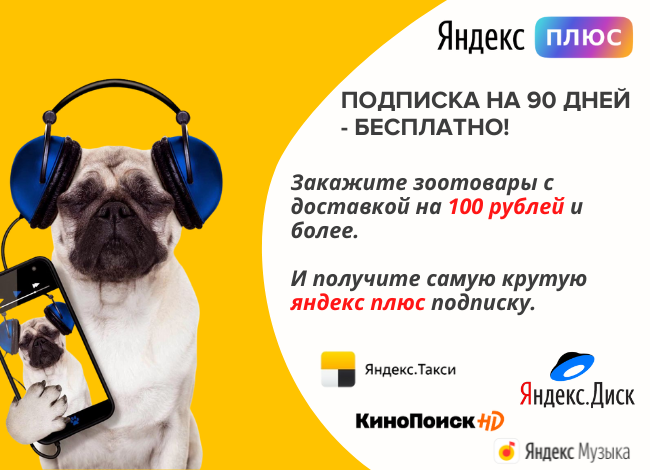 Яндекс ПЛЮС
ПОДПИСКА НА 90 ДНЕЙ
- БЕСПЛАТНО!
Закажите зоотовары с
доставкой на 100 рублей и
более.
И получите самую крутую
яндекс плюс подписку.
Яндекс.Такси
Яндекс.Диск
КиноПоиск HD
Яндекс Музыка